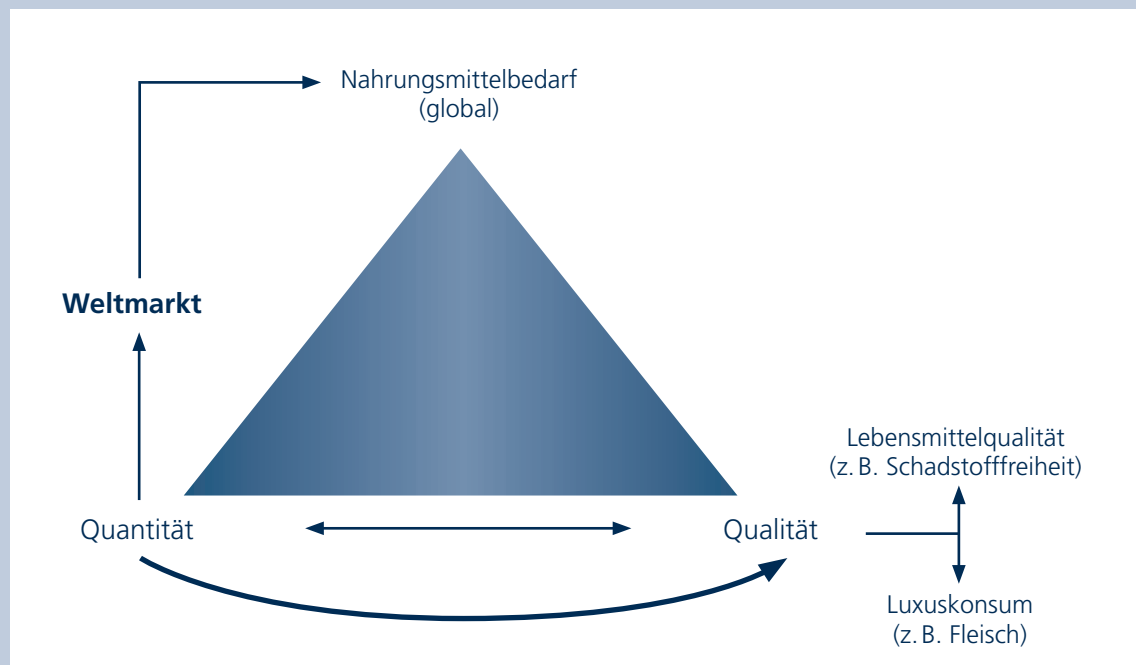 Nahrungsmittelbedarf
(global)
Weltmarkt
Lebensmittelqualität
(z. B. Schadstofffreiheit)
Quantität
Qualität
Luxuskonsum
(z. B. Fleisch)